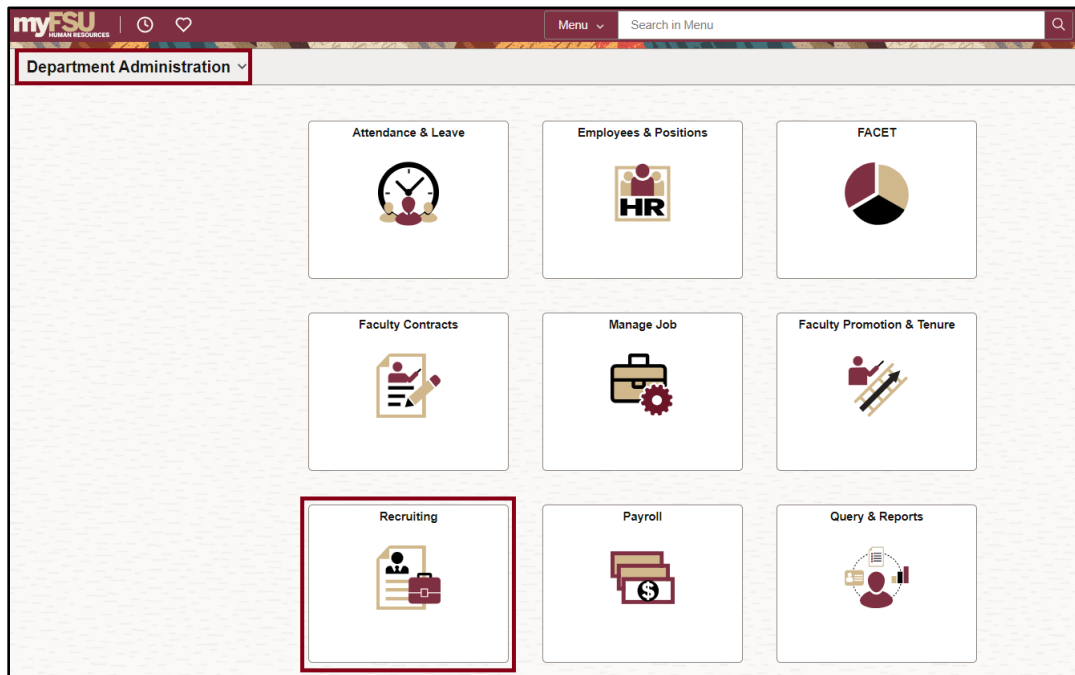 myFSU
HUMAN RESOURCES
Menu
Search in Menu
Department Administration
Attendance & Leave
Employees & Positions
FACET
HR
Faculty Contracts
Manage Job
Faculty Promotion & Tenure
Recruiting
Payroll
Query & Reports
$